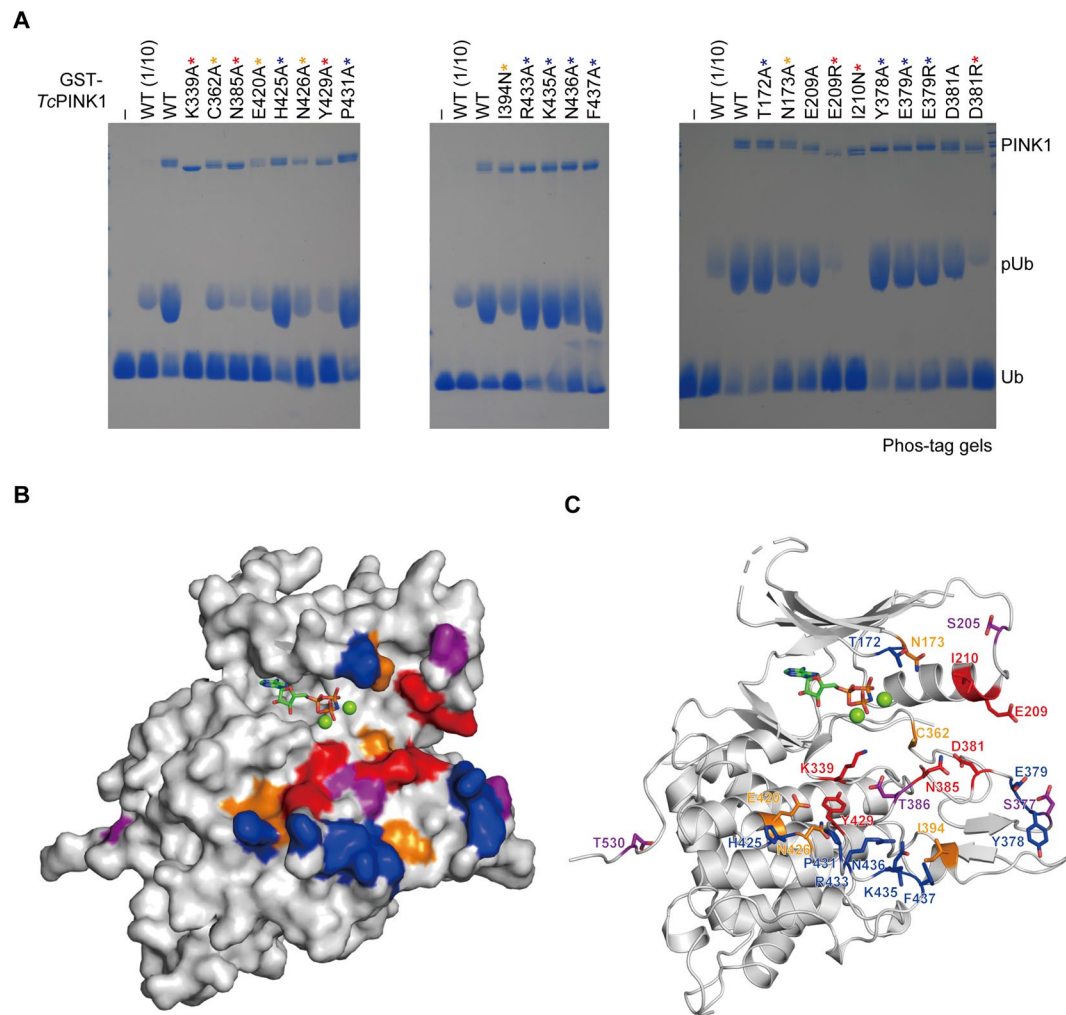 A
GST-
TcPINK1
–
WT (1/10)
WT
K339A*
C362A*
N385A*
E420A*
H425A*
N426A*
Y429A*
P431A*
–
WT (1/10)
WT
I394N*
R433A*
K435A*
N436A*
F437A*
–
WT (1/10)
WT
T172A*
N173A*
E209A
E209R*
I210N*
Y378A*
E379A*
E379R*
D381A
D381R*
PINK1
pUb
Ub
Phos-tag gels
B
C
S205
T172
N173
I210
E209
C362
D381
K339
E379
N385
S377
T386
E420
Y429
T530
I394
Y378
H425
N426
P431
N436
R433
K435
F437